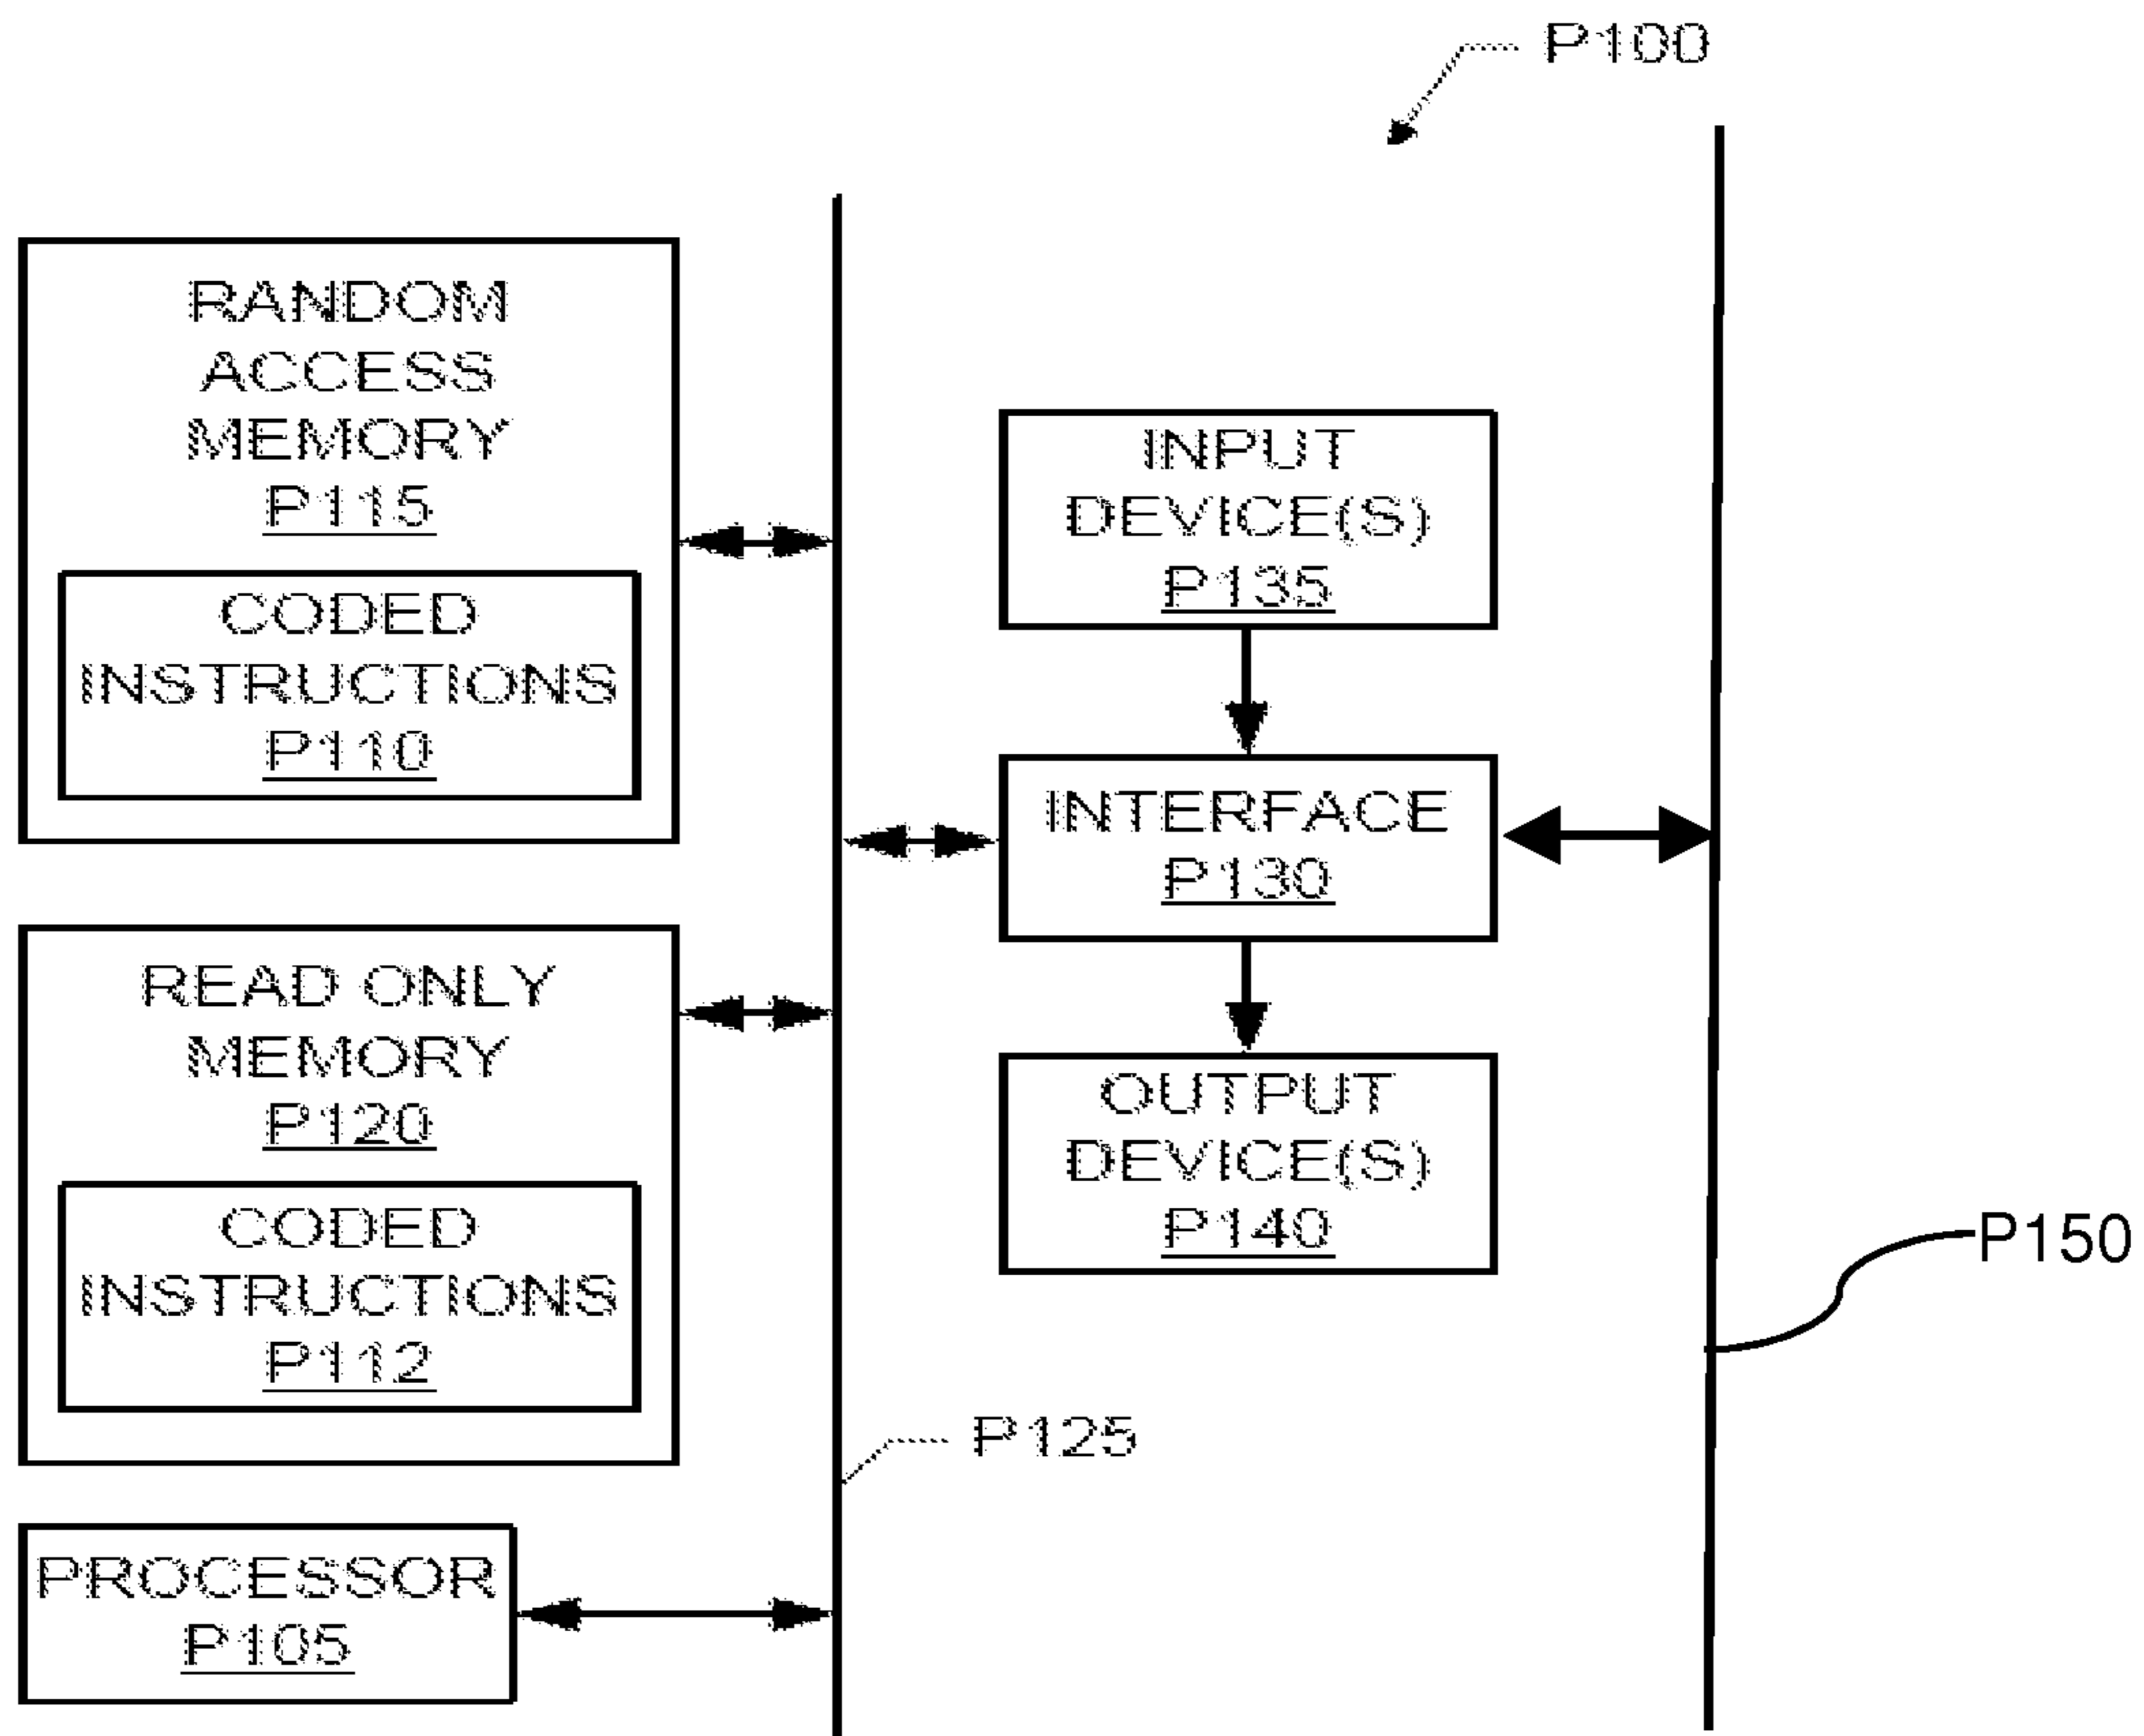 P100
RANDOM
ACCESS
MEMORY
P115
CODED
INSTRUCTIONS
P110
INPUT
DEVICE(S)
P135
INTERFACE
P130
READ ONLY
MEMORY
P120
CODED
INSTRUCTIONS
P112
OUTPUT
DEVICE(S)
P140
P150
P125
PROCESSOR
P105